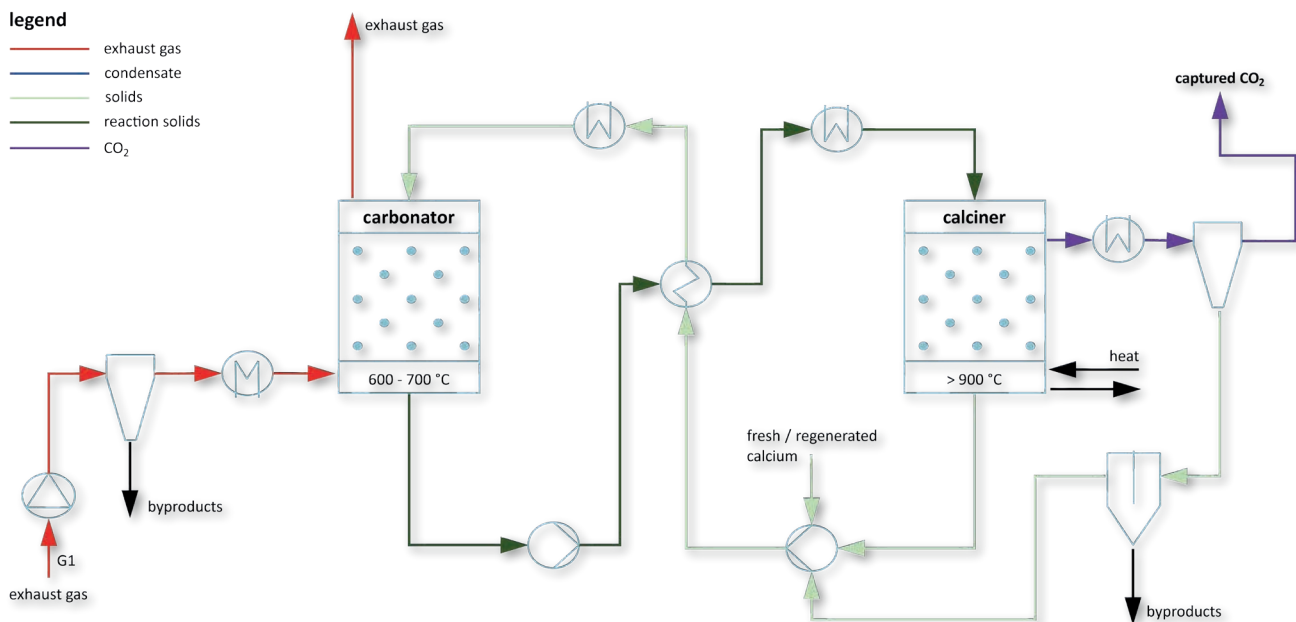 legend
exhaust gas
condensate
solids
reaction solids
CO₂
exhaust gas
captured CO₂
carbonator
calciner
600 - 700 °C
> 900 °C
heat
fresh / regenerated
calcium
byproducts
G1
exhaust gas
byproducts